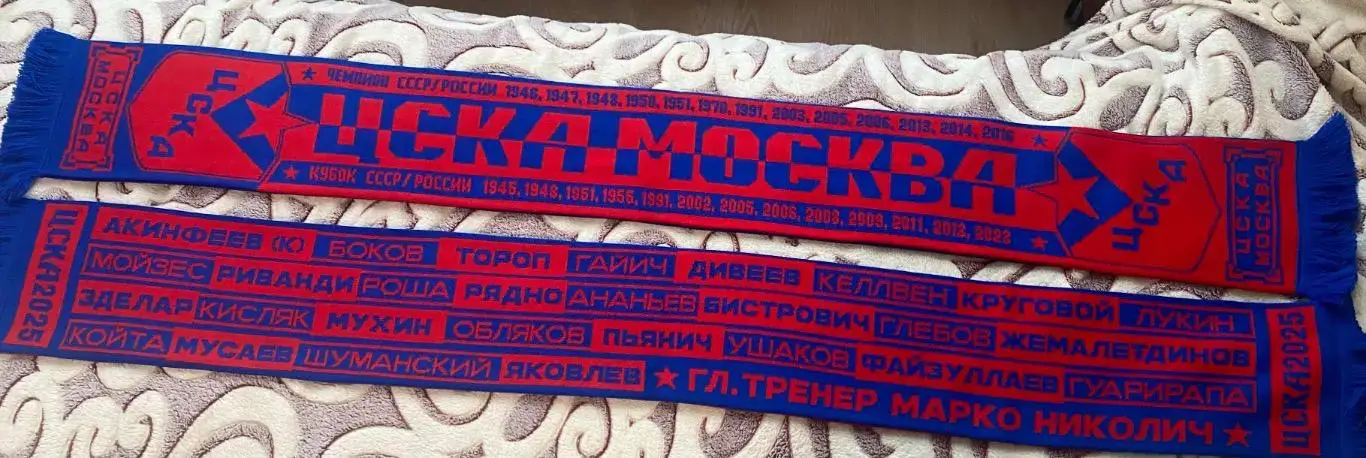 ЦСКА
МОСКВА
ЦСКА
★ ЧЕМПИОН СССР/РОССИИ 1946, 1947, 1948, 1950, 1951, 1970, 1991, 2003, 2005, 2006, 2013, 2014, 2016 ★
ЦСКА МОСКВА
★ КУБОК СССР/РОССИИ 1945, 1948, 1951, 1955, 1991, 2002, 2005, 2006, 2008, 2009, 2011, 2013, 2023 ★
ЦСКА
ЦСКА
МОСКВА
ЦСКА2025
АКИНФЕЕВ (К) БОКОВ ТОРОП ГАЙИЧ ДИВЕЕВ КЕЛЛВЕН КРУГОВОЙ ЛУКИН
МОЙЗЕС РИВАНДИ РОША РЯДНО АНАНЬЕВ БИСТРОВИЧ ГЛЕБОВ ЖЕМАЛЕТДИНОВ
ЗДЕЛАР КИСЛЯК МУХИН ОБЛЯКОВ ПЬЯНИЧ УШАКОВ ФАЙЗУЛЛАЕВ ГУАРИРАПА
КОЙТА МУСАЕВ ШУМАНСКИЙ ЯКОВЛЕВ ★ ГЛ. ТРЕНЕР МАРКО НИКОЛИЧ ★
ЦСКА2025